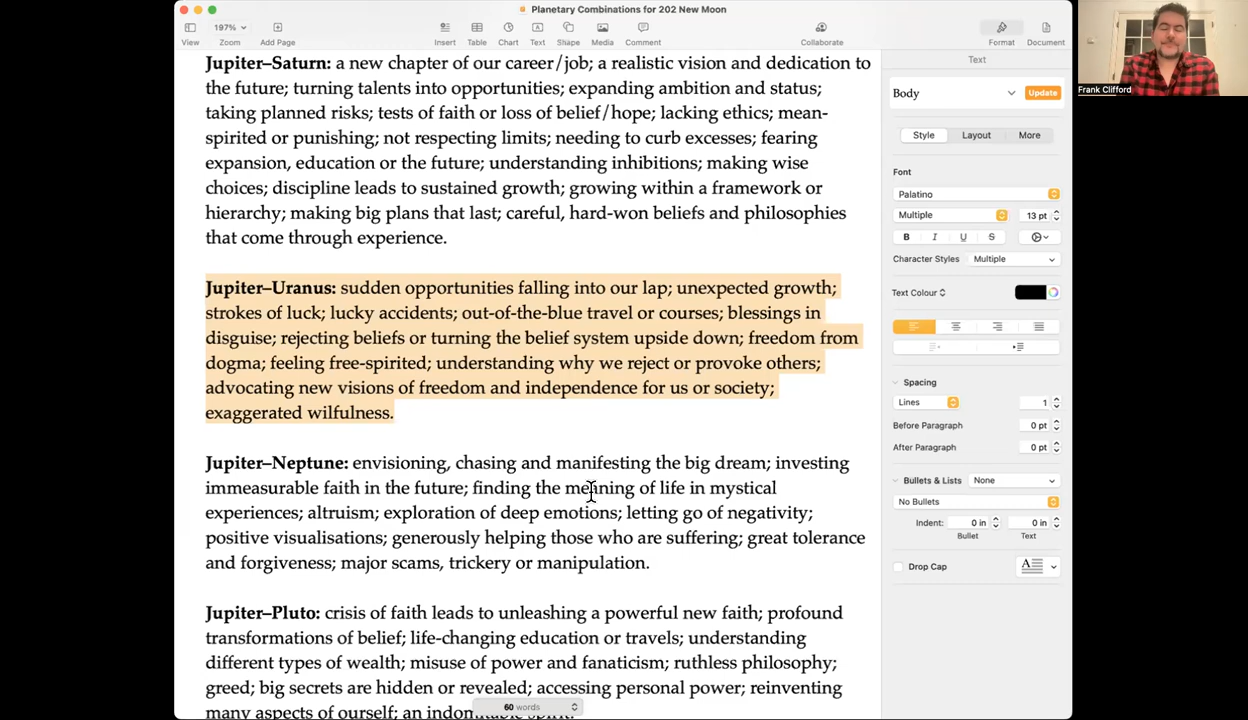 Planetary Combinations for 202 New Moon
197%
View
Zoom
Add Page
Insert
Table
Chart
Text
Shape
Media
Comment
Collaborate
Format
Document
Jupiter–Saturn: a new chapter of our career/job; a realistic vision and dedication to
the future; turning talents into opportunities; expanding ambition and status;
taking planned risks; tests of faith or loss of belief/hope; lacking ethics; mean-
spirited or punishing; not respecting limits; needing to curb excesses; fearing
expansion, education or the future; understanding inhibitions; making wise
choices; discipline leads to sustained growth; growing within a framework or
hierarchy; making big plans that last; careful, hard-won beliefs and philosophies
that come through experience.
Jupiter–Uranus: sudden opportunities falling into our lap; unexpected growth;
strokes of luck; lucky accidents; out-of-the-blue travel or courses; blessings in
disguise; rejecting beliefs or turning the belief system upside down; freedom from
dogma; feeling free-spirited; understanding why we reject or provoke others;
advocating new visions of freedom and independence for us or society;
exaggerated wilfulness.
Jupiter–Neptune: envisioning, chasing and manifesting the big dream; investing
immeasurable faith in the future; finding the meaning of life in mystical
experiences; altruism; exploration of deep emotions; letting go of negativity;
positive visualisations; generously helping those who are suffering; great tolerance
and forgiveness; major scams, trickery or manipulation.
Jupiter–Pluto: crisis of faith leads to unleashing a powerful new faith; profound
transformations of belief; life-changing education or travels; understanding
different types of wealth; misuse of power and fanaticism; ruthless philosophy;
greed; big secrets are hidden or revealed; accessing personal power; reinventing
many aspects of ourself; an indomitable spirit.
60 words
Text
Body
Update
Style
Layout
More
Font
Palatino
Multiple
13 pt
B I U S
Character Styles
Multiple
Text Colour
Spacing
Lines
1
Before Paragraph
0 pt
After Paragraph
0 pt
Bullets & Lists
None
No Bullets
Indent:
0 in
0 in
Bullet
Text
Drop Cap
A
Frank Clifford